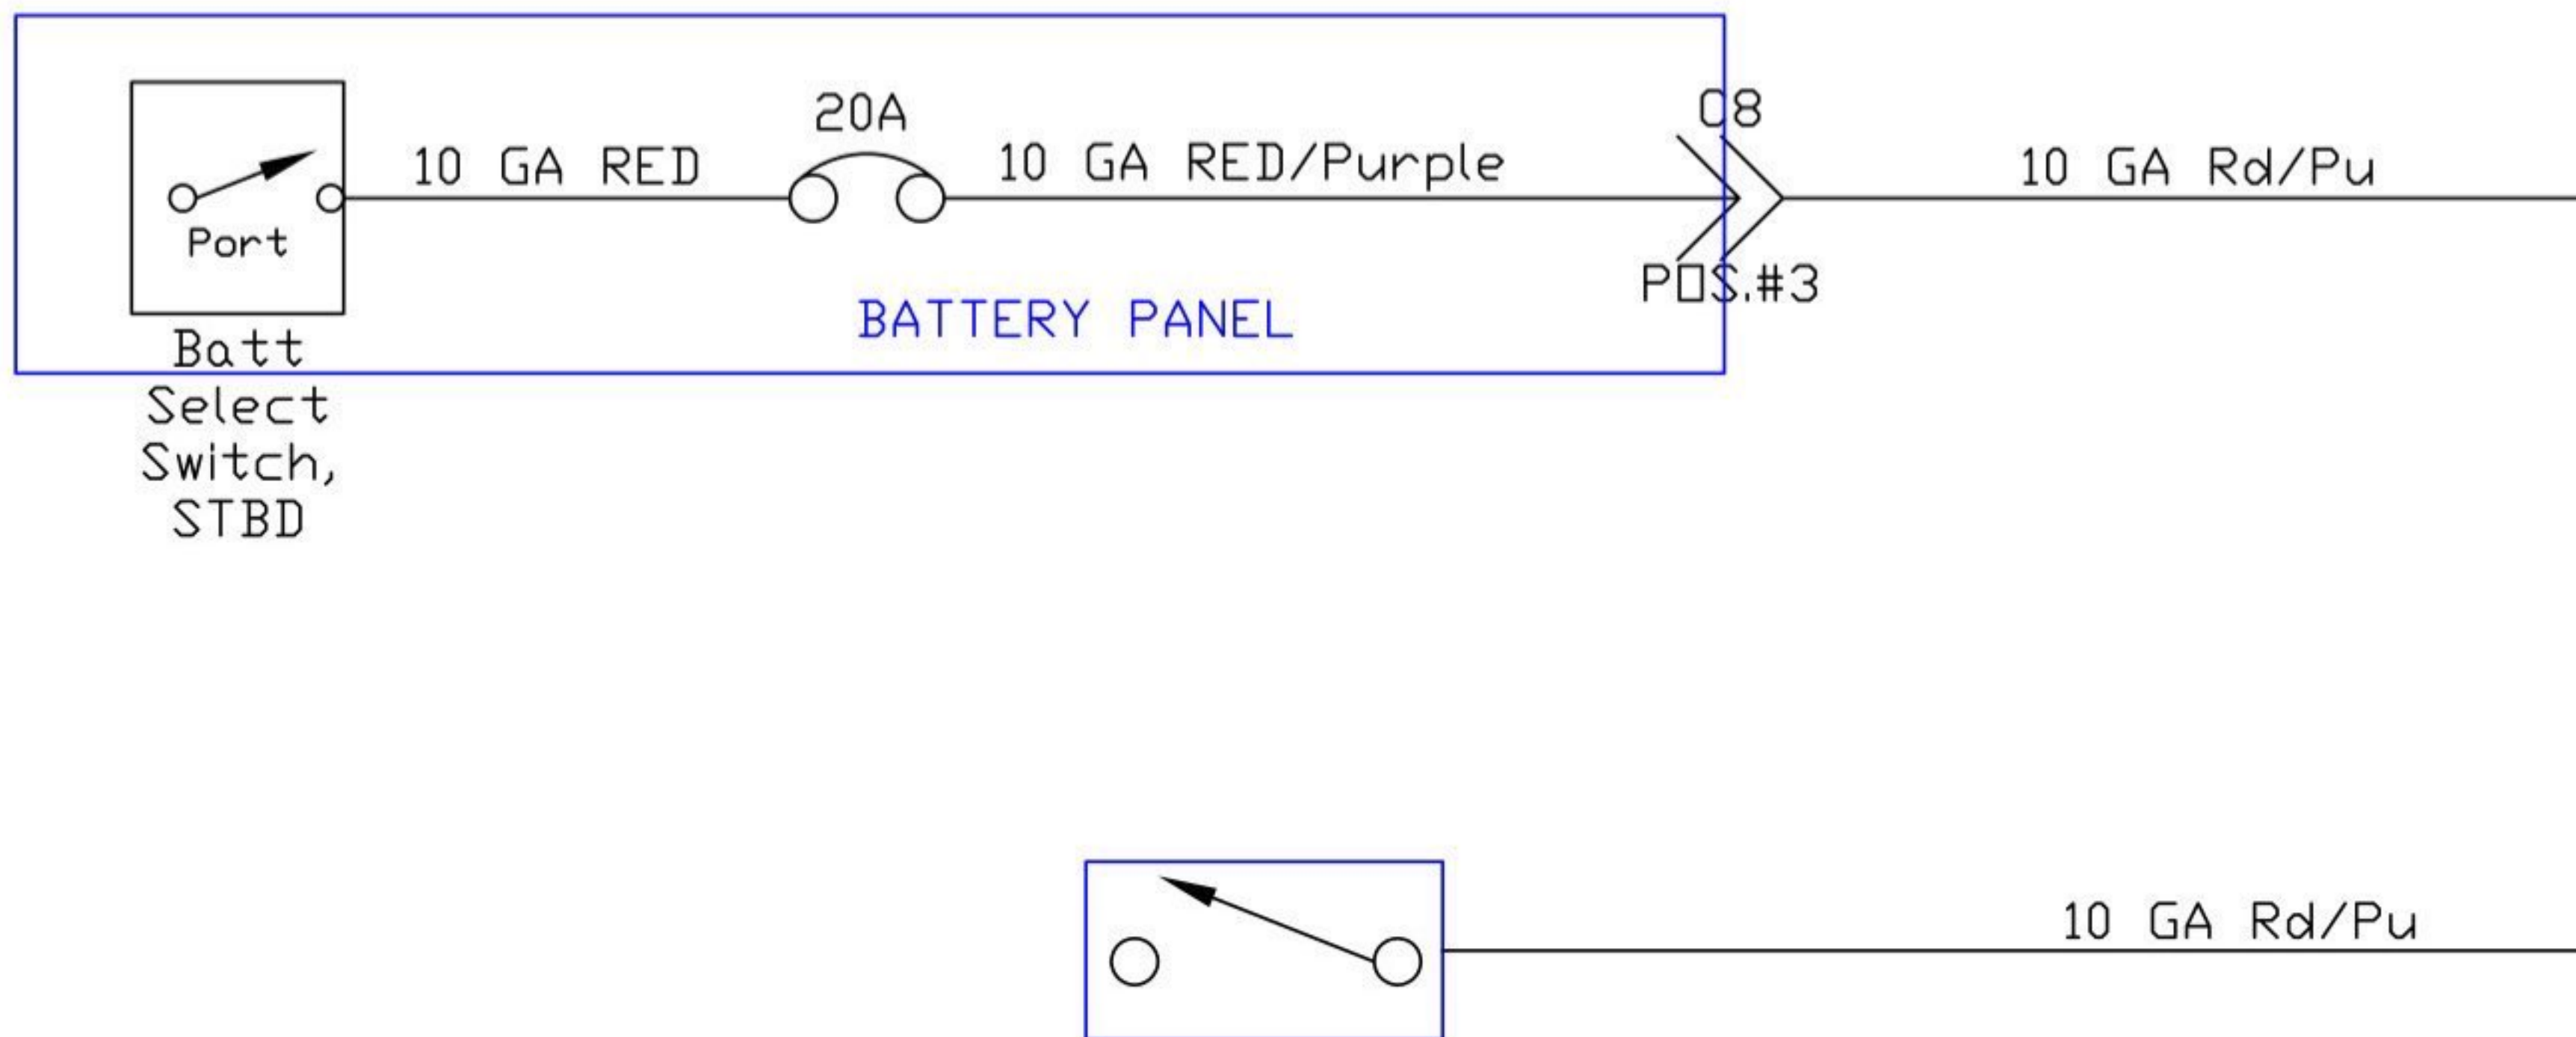 20A
C8
10 GA RED
10 GA RED/Purple
10 GA Rd/Pu
Port
POS.#3
BATTERY PANEL
Batt
Select
Switch,
STBD
10 GA Rd/Pu